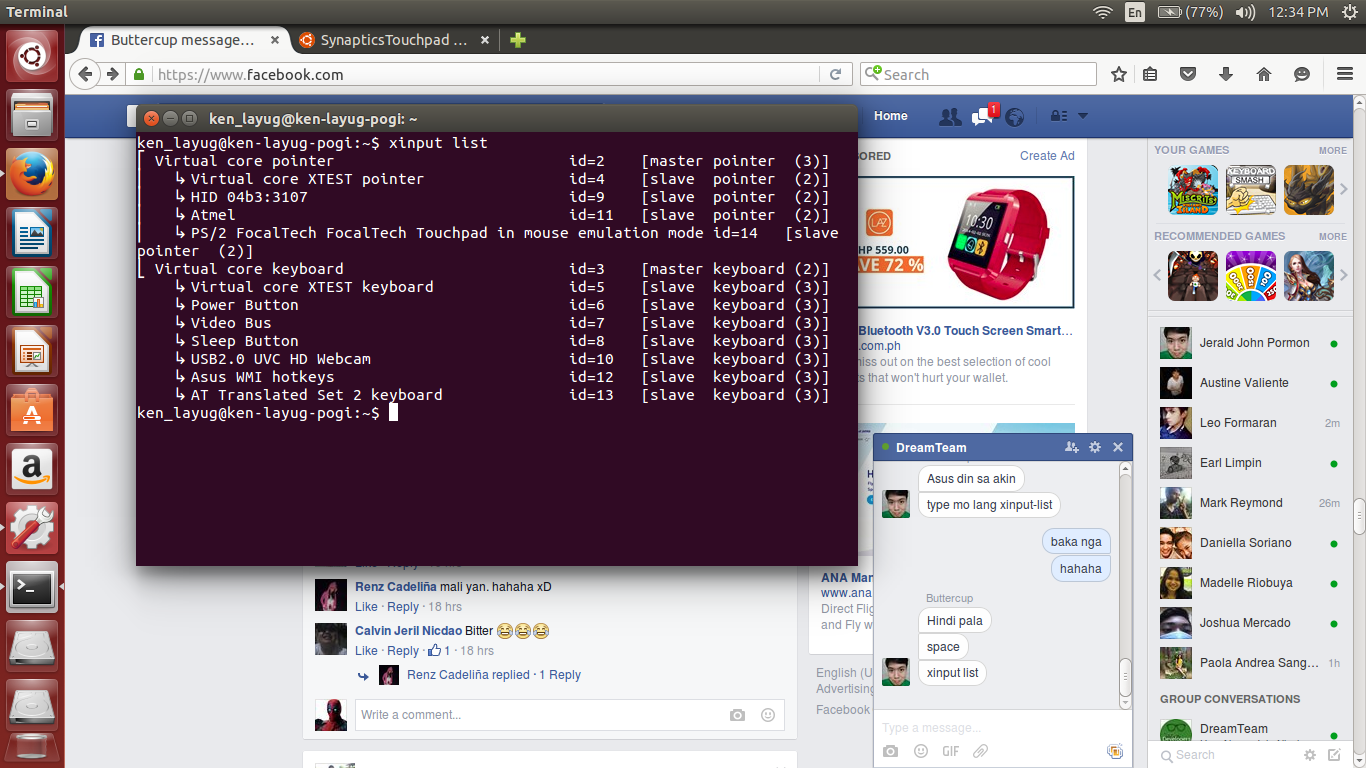 Terminal
En
(77%)
12:34 PM
Buttercup message…
SynapticsTouchpad …
https://www.facebook.com
Search
ken_layug@ken-layug-pogi: ~
ken_layug@ken-layug-pogi:~$ xinput list
⎡ Virtual core pointer id=2 [master pointer (3)]
⎜ ↳ Virtual core XTEST pointer id=4 [slave pointer (2)]
⎜ ↳ HID 04b3:3107 id=9 [slave pointer (2)]
⎜ ↳ Atmel id=11 [slave pointer (2)]
⎜ ↳ PS/2 FocalTech FocalTech Touchpad in mouse emulation mode id=14 [slave
pointer (2)]
⎣ Virtual core keyboard id=3 [master keyboard (2)]
↳ Virtual core XTEST keyboard id=5 [slave keyboard (3)]
↳ Power Button id=6 [slave keyboard (3)]
↳ Video Bus id=7 [slave keyboard (3)]
↳ Sleep Button id=8 [slave keyboard (3)]
↳ USB2.0 UVC HD Webcam id=10 [slave keyboard (3)]
↳ Asus WMI hotkeys id=12 [slave keyboard (3)]
↳ AT Translated Set 2 keyboard id=13 [slave keyboard (3)]
ken_layug@ken-layug-pogi:~$
Home
1
ORED
Create Ad
LAZ
HP 559.00
VE 72 %
10:30
Bluetooth V3.0 Touch Screen Smart…
.com.ph
niss out on the best selection of cool
ts that won't hurt your wallet.
ANA Man
www.ana
Direct Flig
and Fly w
English (U
Advertising
Facebook
Renz Cadeliña mali yan. hahaha xD
Like · Reply · 18 hrs
Calvin Jeril Nicdao Bitter
Like · Reply · 1 · 18 hrs
Renz Cadeliña replied · 1 Reply
Write a comment...
DreamTeam
Asus din sa akin
type mo lang xinput-list
baka nga
hahaha
Buttercup
Hindi pala
space
xinput list
Type a message...
GIF
YOUR GAMES
MORE
MISCRITS
ISLAND
KEYBOARD
SMASH
RECOMMENDED GAMES
MORE
Jerald John Pormon
Austine Valiente
Leo Formaran 2m
Earl Limpin
Mark Reymond 26m
Daniella Soriano
Madelle Riobuya
Joshua Mercado
Paola Andrea Sang... 1h
GROUP CONVERSATIONS
DreamTeam
Search